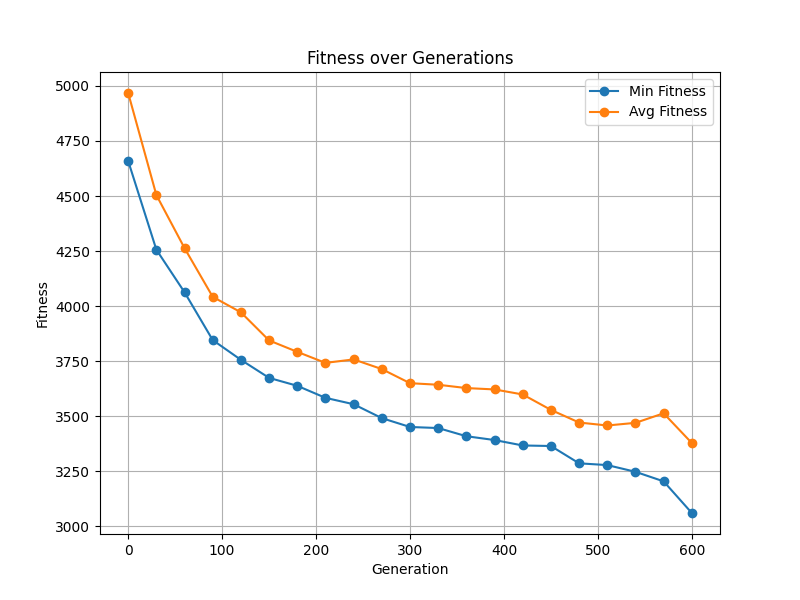 Fitness over Generations
Min Fitness
Avg Fitness
5000
4750
4500
4250
4000
3750
3500
3250
3000
Fitness
0 100 200 300 400 500 600
Generation